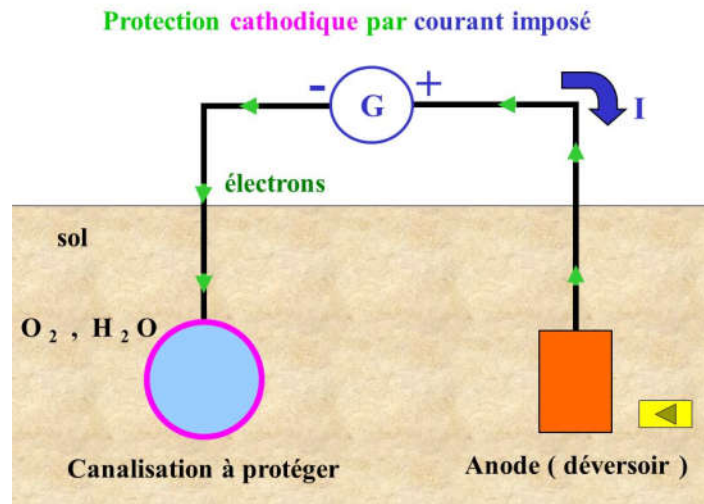 Protection cathodique par courant imposé
- G +
I
électrons
sol
O₂ , H₂O
Canalisation à protéger
Anode ( déversoir )